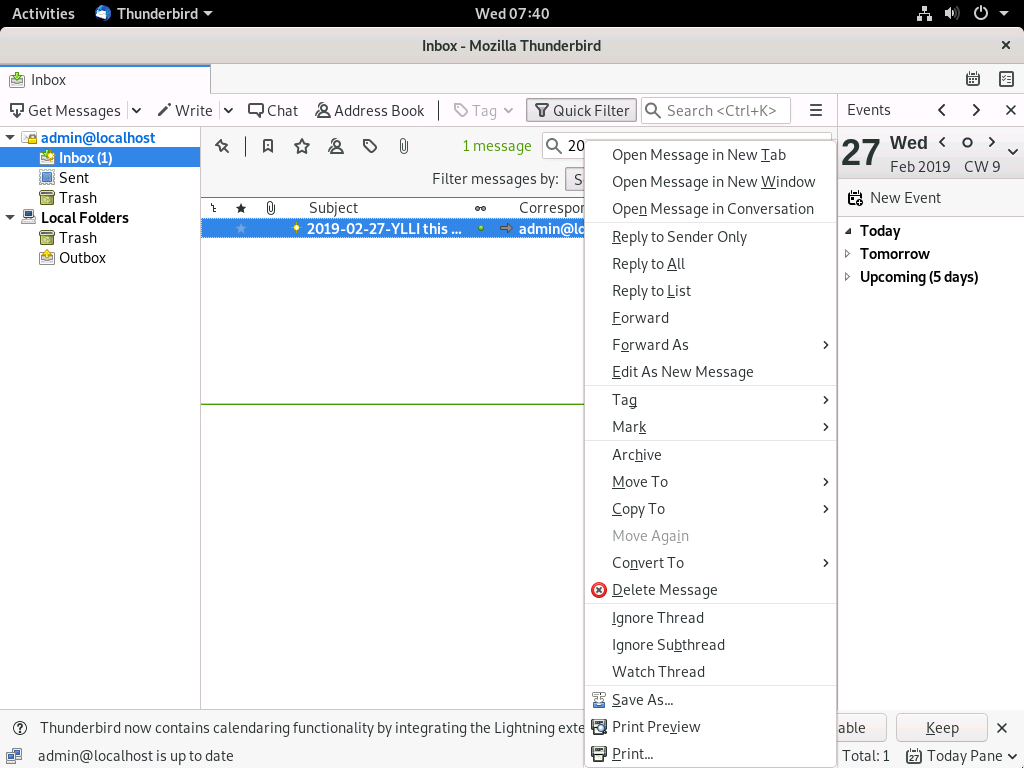 Activities Thunderbird Wed 07:40
Inbox - Mozilla Thunderbird
Inbox
Get Messages Write Chat Address Book Tag Quick Filter Search <Ctrl+K> Events
admin@localhost
Inbox (1)
Sent
Trash
Local Folders
Trash
Outbox
1 message 20
Filter messages by: S
Subject Correspon
2019-02-27-YLLI this ... admin@lo
Open Message in New Tab
Open Message in New Window
Open Message in Conversation
Reply to Sender Only
Reply to All
Reply to List
Forward
Forward As
Edit As New Message
Tag
Mark
Archive
Move To
Copy To
Move Again
Convert To
Delete Message
Ignore Thread
Ignore Subthread
Watch Thread
Save As...
Print Preview
Print...
27 Wed
Feb 2019 CW 9
New Event
Today
Tomorrow
Upcoming (5 days)
Thunderbird now contains calendaring functionality by integrating the Lightning exte able Keep
admin@localhost is up to date Total: 1 27 Today Pane